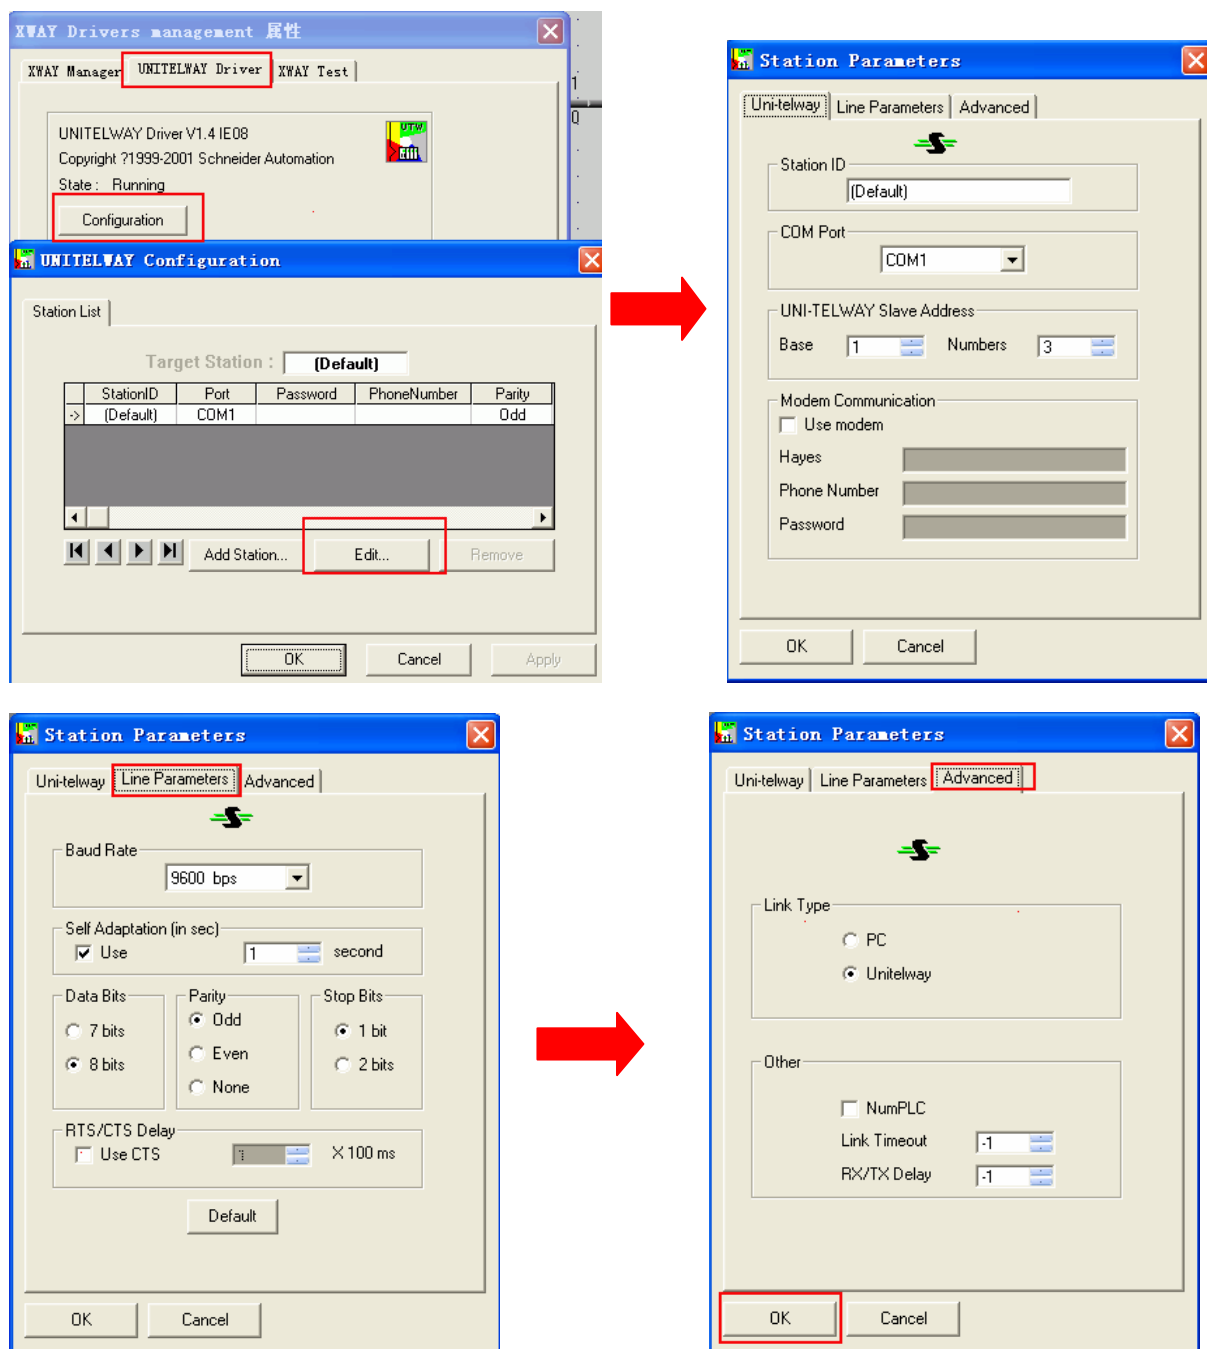 XWAY Drivers management 属性
XWAY Manager UNITELWAY Driver XWAY Test
UNITELWAY Driver V1.4 IE08
Copyright ?1999-2001 Schneider Automation
State : Running
Configuration
1
0
UTW
UNITELWAY Configuration
Station List
Target Station : (Default)
StationID Port Password PhoneNumber Parity
-> (Default) COM1 Odd
Add Station... Edit... Remove
OK Cancel Apply
Station Parameters
Uni-telway Line Parameters Advanced
Station ID
(Default)
COM Port
COM1
UNI-TELWAY Slave Address
Base 1 Numbers 3
Modem Communication
Use modem
Hayes
Phone Number
Password
OK Cancel
Station Parameters
Uni-telway Line Parameters Advanced
Baud Rate
9600 bps
Self Adaptation (in sec)
Use 1 second
Data Bits Parity Stop Bits
7 bits Odd 1 bit
8 bits Even 2 bits
None
RTS/CTS Delay
Use CTS 1 X 100 ms
Default
OK Cancel
Station Parameters
Uni-telway Line Parameters Advanced
Link Type
PC
Unitelway
Other
NumPLC
Link Timeout -1
RX/TX Delay -1
OK Cancel